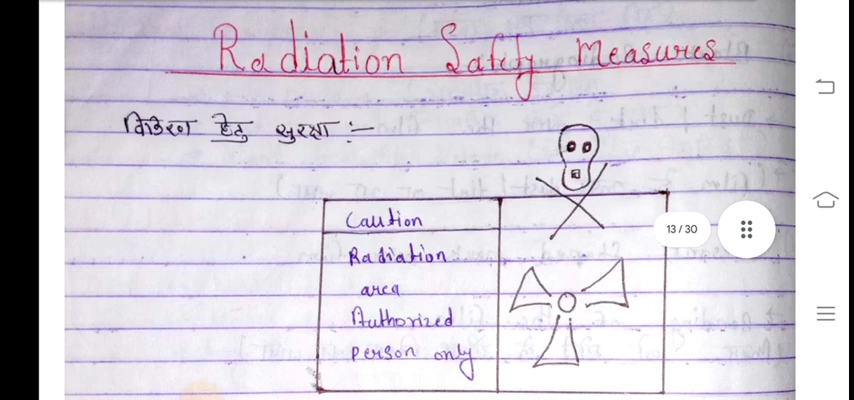 Radiation Safety Measures
विकिरण हेतु सुरक्षा :–
Caution
Radiation
area
Authorized
person only
13 / 30